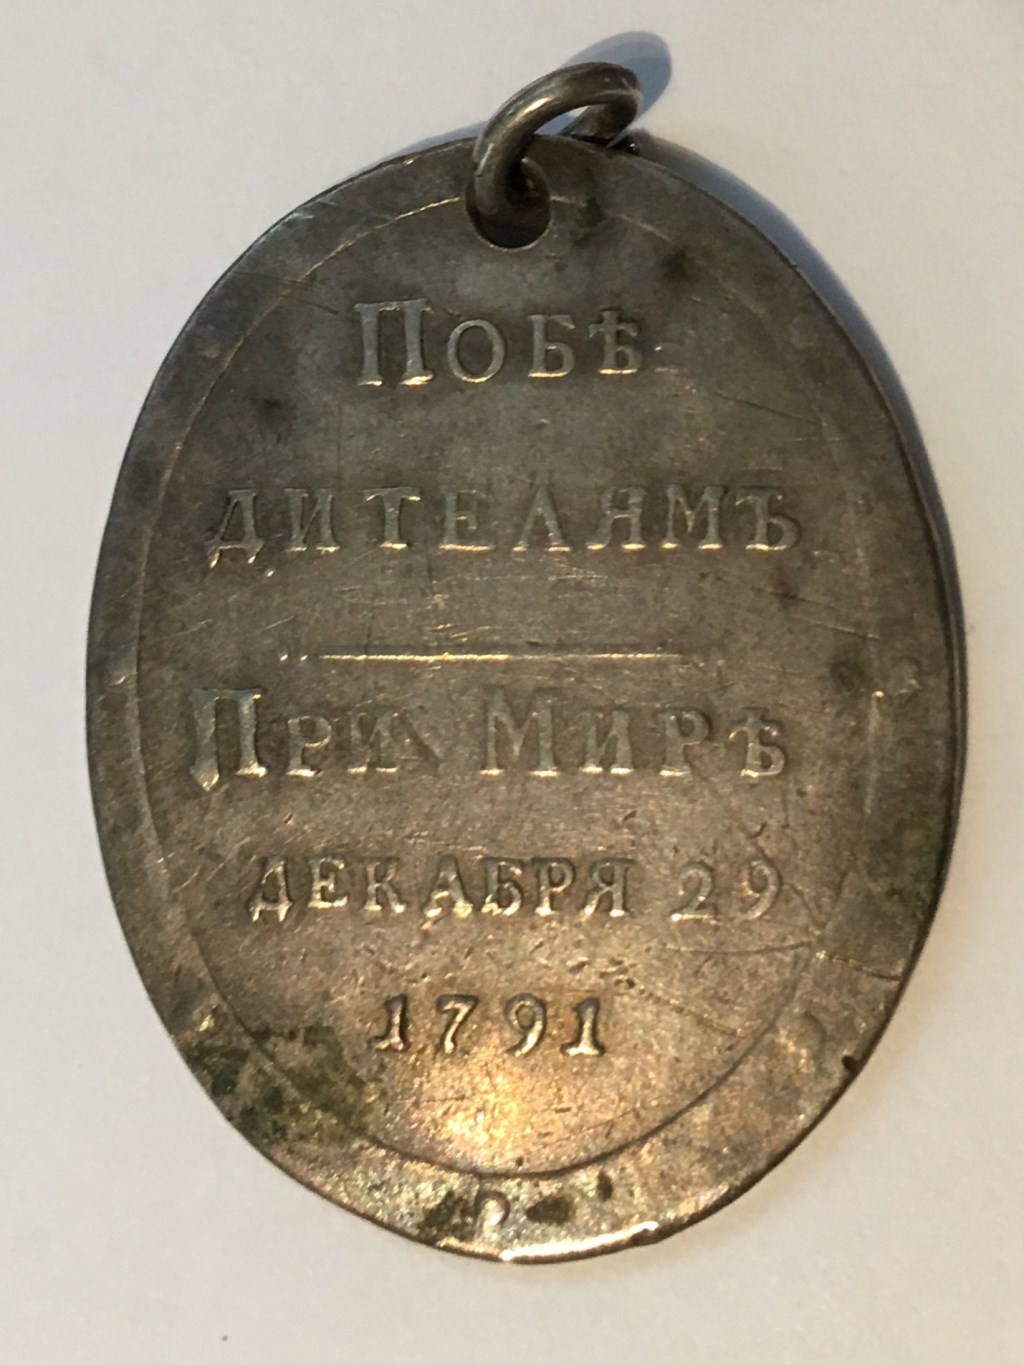 Побѣ
дителямъ
При Мирѣ
декабря 29
1791